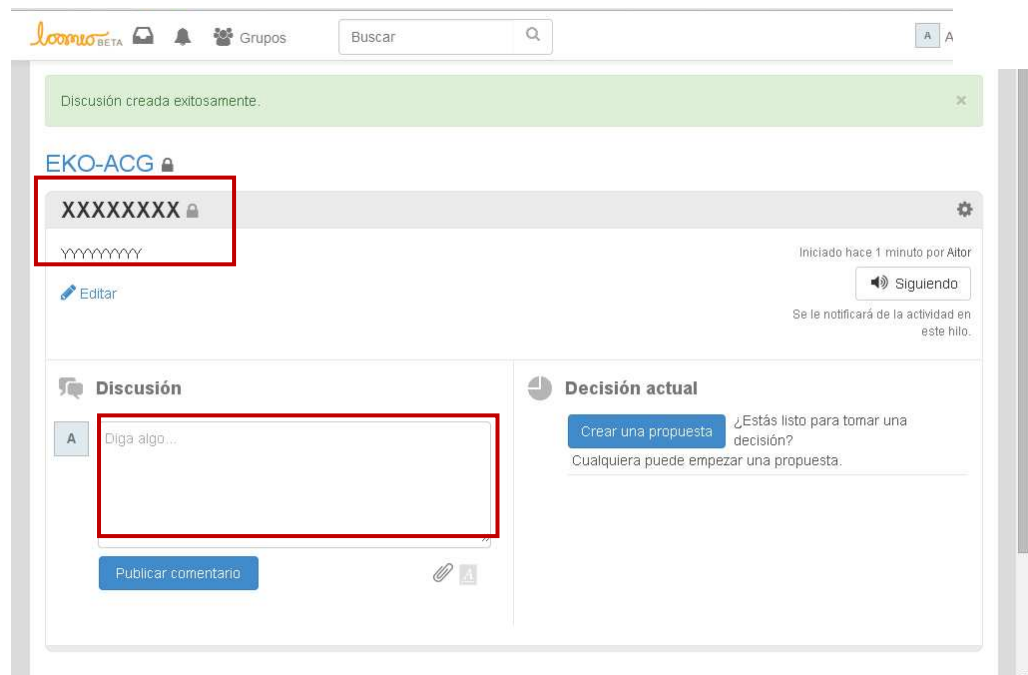 loomio BETA Grupos Buscar A A
Discusión creada exitosamente. ×
EKO-ACG
XXXXXXXX
YYYYYYYYY
Iniciado hace 1 minuto por Aitor
Editar
Siguiendo
Se le notificará de la actividad en
este hilo.
Discusión
A
Diga algo...
Publicar comentario
A
Decisión actual
Crear una propuesta
¿Estás listo para tomar una
decisión?
Cualquiera puede empezar una propuesta.